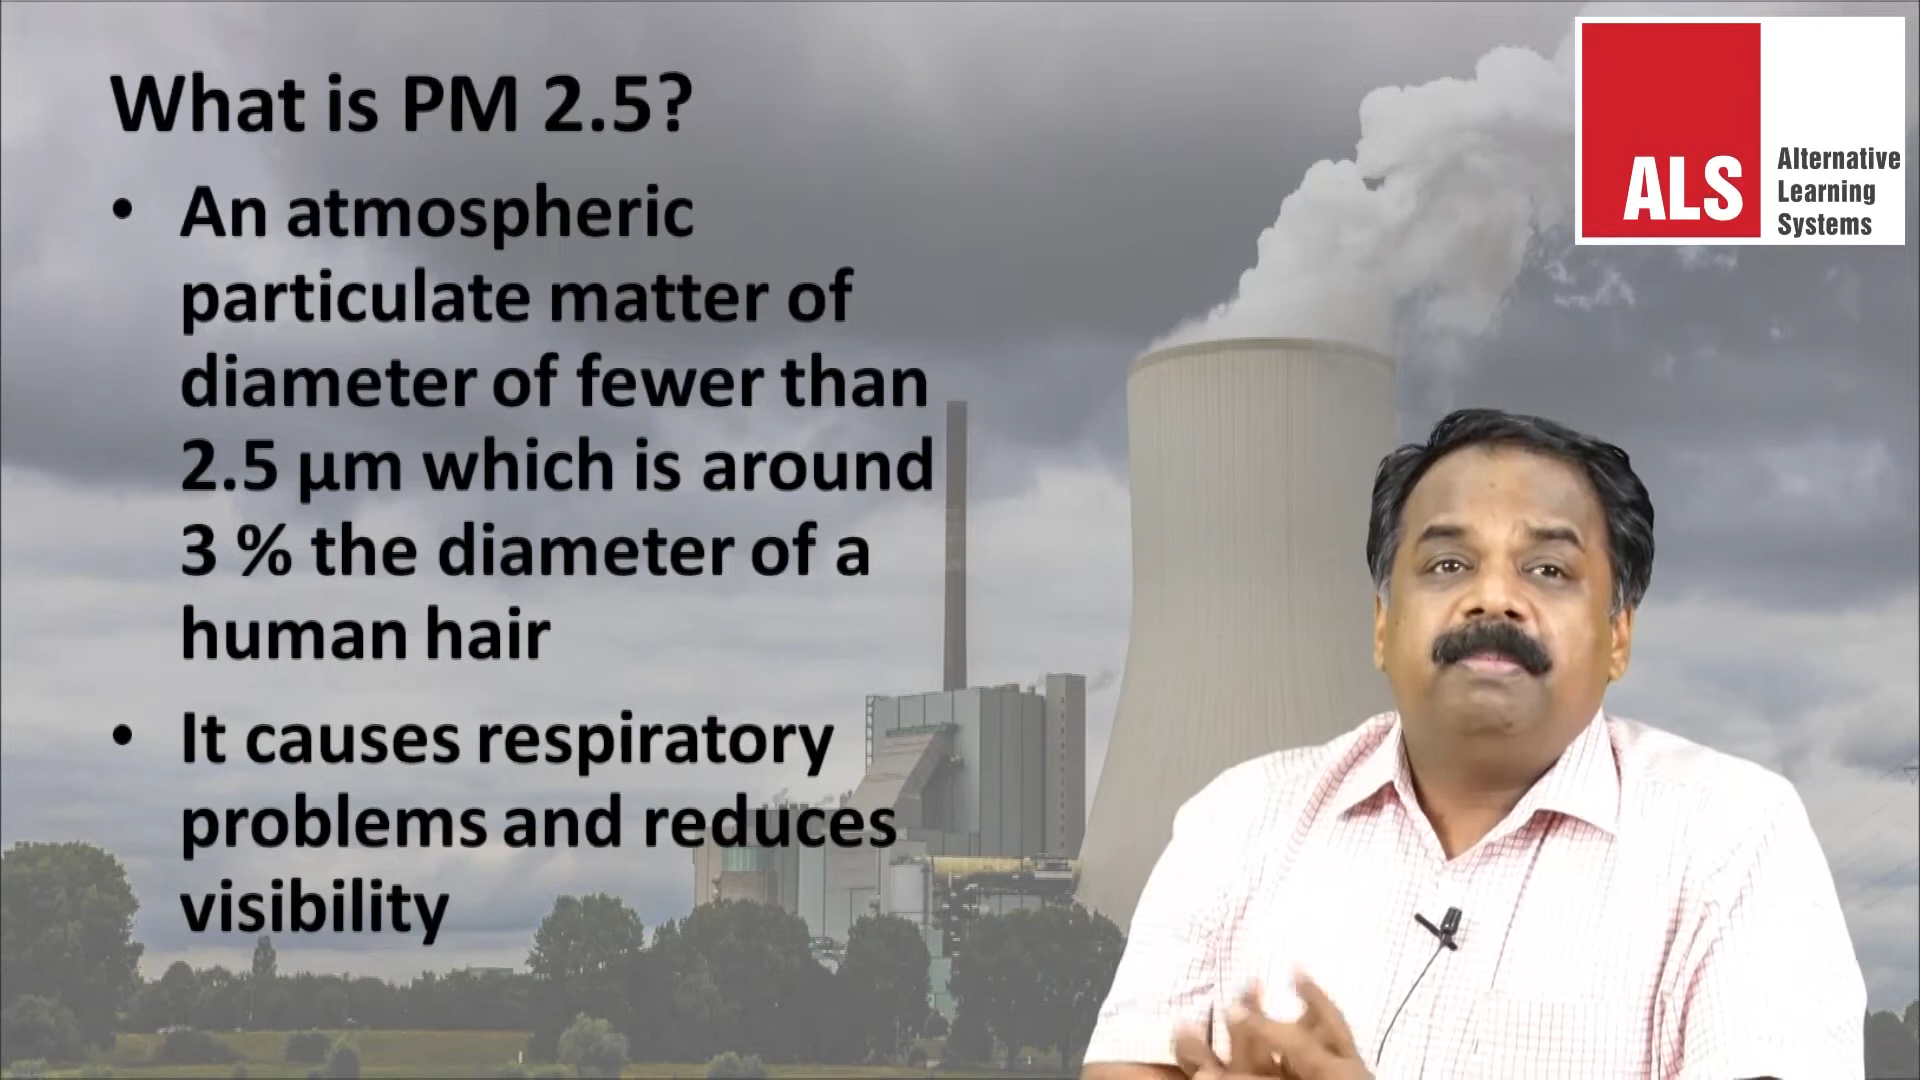 What is PM 2.5?
• An atmospheric
particulate matter of
diameter of fewer than
2.5 µm which is around
3 % the diameter of a
human hair
• It causes respiratory
problems and reduces
visibility
ALS
Alternative
Learning
Systems